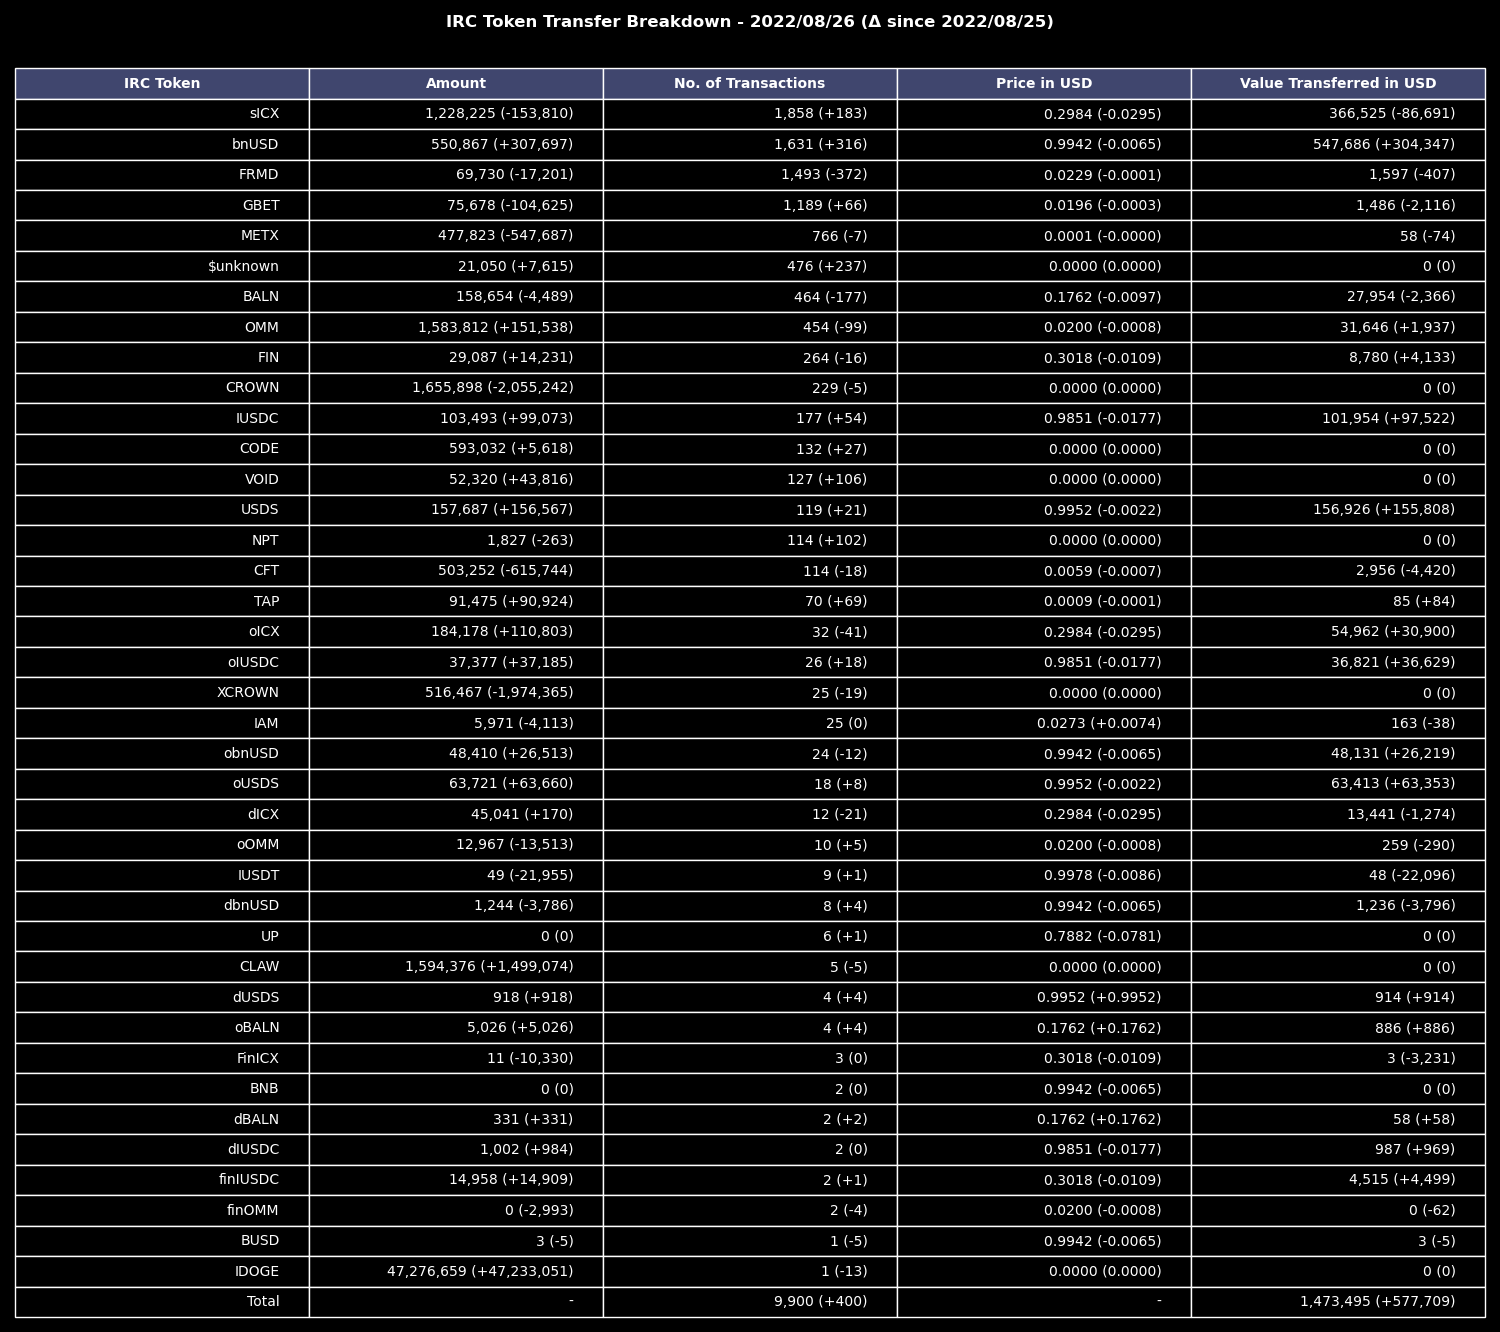 IRC Token Transfer Breakdown - 2022/08/26 (Δ since 2022/08/25)
IRC Token Amount No. of Transactions Price in USD Value Transferred in USD
sICX 1,228,225 (-153,810) 1,858 (+183) 0.2984 (-0.0295) 366,525 (-86,691)
bnUSD 550,867 (+307,697) 1,631 (+316) 0.9942 (-0.0065) 547,686 (+304,347)
FRMD 69,730 (-17,201) 1,493 (-372) 0.0229 (-0.0001) 1,597 (-407)
GBET 75,678 (-104,625) 1,189 (+66) 0.0196 (-0.0003) 1,486 (-2,116)
METX 477,823 (-547,687) 766 (-7) 0.0001 (-0.0000) 58 (-74)
$unknown 21,050 (+7,615) 476 (+237) 0.0000 (0.0000) 0 (0)
BALN 158,654 (-4,489) 464 (-177) 0.1762 (-0.0097) 27,954 (-2,366)
OMM 1,583,812 (+151,538) 454 (-99) 0.0200 (-0.0008) 31,646 (+1,937)
FIN 29,087 (+14,231) 264 (-16) 0.3018 (-0.0109) 8,780 (+4,133)
CROWN 1,655,898 (-2,055,242) 229 (-5) 0.0000 (0.0000) 0 (0)
IUSDC 103,493 (+99,073) 177 (+54) 0.9851 (-0.0177) 101,954 (+97,522)
CODE 593,032 (+5,618) 132 (+27) 0.0000 (0.0000) 0 (0)
VOID 52,320 (+43,816) 127 (+106) 0.0000 (0.0000) 0 (0)
USDS 157,687 (+156,567) 119 (+21) 0.9952 (-0.0022) 156,926 (+155,808)
NPT 1,827 (-263) 114 (+102) 0.0000 (0.0000) 0 (0)
CFT 503,252 (-615,744) 114 (-18) 0.0059 (-0.0007) 2,956 (-4,420)
TAP 91,475 (+90,924) 70 (+69) 0.0009 (-0.0001) 85 (+84)
oICX 184,178 (+110,803) 32 (-41) 0.2984 (-0.0295) 54,962 (+30,900)
oIUSDC 37,377 (+37,185) 26 (+18) 0.9851 (-0.0177) 36,821 (+36,629)
XCROWN 516,467 (-1,974,365) 25 (-19) 0.0000 (0.0000) 0 (0)
IAM 5,971 (-4,113) 25 (0) 0.0273 (+0.0074) 163 (-38)
obnUSD 48,410 (+26,513) 24 (-12) 0.9942 (-0.0065) 48,131 (+26,219)
oUSDS 63,721 (+63,660) 18 (+8) 0.9952 (-0.0022) 63,413 (+63,353)
dICX 45,041 (+170) 12 (-21) 0.2984 (-0.0295) 13,441 (-1,274)
oOMM 12,967 (-13,513) 10 (+5) 0.0200 (-0.0008) 259 (-290)
IUSDT 49 (-21,955) 9 (+1) 0.9978 (-0.0086) 48 (-22,096)
dbnUSD 1,244 (-3,786) 8 (+4) 0.9942 (-0.0065) 1,236 (-3,796)
UP 0 (0) 6 (+1) 0.7882 (-0.0781) 0 (0)
CLAW 1,594,376 (+1,499,074) 5 (-5) 0.0000 (0.0000) 0 (0)
dUSDS 918 (+918) 4 (+4) 0.9952 (+0.9952) 914 (+914)
oBALN 5,026 (+5,026) 4 (+4) 0.1762 (+0.1762) 886 (+886)
FinICX 11 (-10,330) 3 (0) 0.3018 (-0.0109) 3 (-3,231)
BNB 0 (0) 2 (0) 0.9942 (-0.0065) 0 (0)
dBALN 331 (+331) 2 (+2) 0.1762 (+0.1762) 58 (+58)
dIUSDC 1,002 (+984) 2 (0) 0.9851 (-0.0177) 987 (+969)
finIUSDC 14,958 (+14,909) 2 (+1) 0.3018 (-0.0109) 4,515 (+4,499)
finOMM 0 (-2,993) 2 (-4) 0.0200 (-0.0008) 0 (-62)
BUSD 3 (-5) 1 (-5) 0.9942 (-0.0065) 3 (-5)
IDOGE 47,276,659 (+47,233,051) 1 (-13) 0.0000 (0.0000) 0 (0)
Total - 9,900 (+400) - 1,473,495 (+577,709)